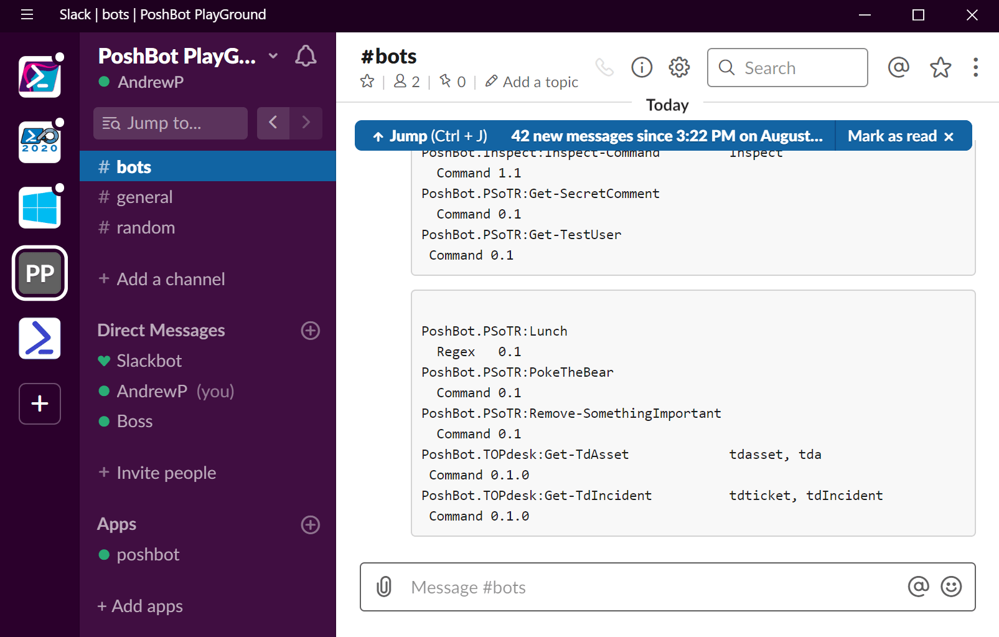 Slack | bots | PoshBot PlayGround
2020
PP
PoshBot PlayG...
AndrewP
Jump to...
# bots
# general
# random
+ Add a channel
Direct Messages
Slackbot
AndrewP (you)
Boss
+ Invite people
Apps
poshbot
+ Add apps
#bots
2 | 0 | Add a topic
Search
Today
Jump (Ctrl + J) 42 new messages since 3:22 PM on August... Mark as read ×
PoshBot.Inspect:Inspect-Command Inspect
Command 1.1
PoshBot.PSoTR:Get-SecretComment
Command 0.1
PoshBot.PSoTR:Get-TestUser
Command 0.1
PoshBot.PSoTR:Lunch
Regex 0.1
PoshBot.PSoTR:PokeTheBear
Command 0.1
PoshBot.PSoTR:Remove-SomethingImportant
Command 0.1
PoshBot.TOPdesk:Get-TdAsset tdasset, tda
Command 0.1.0
PoshBot.TOPdesk:Get-TdIncident tdticket, tdIncident
Command 0.1.0
Message #bots